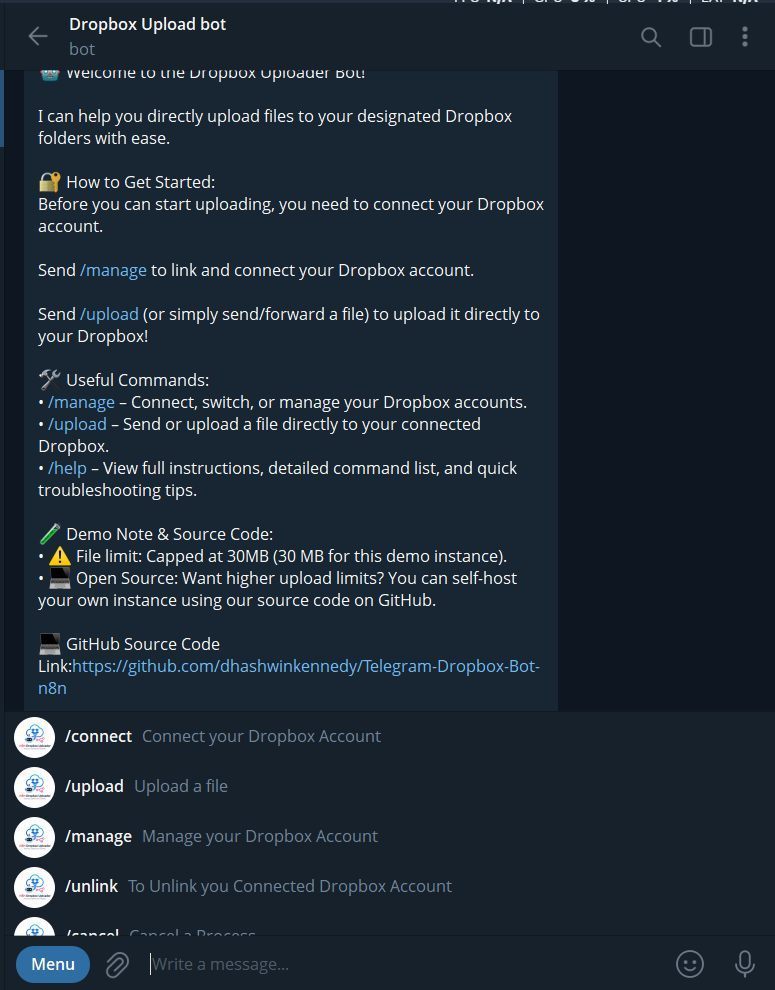 Dropbox Upload bot
bot
🤖 Welcome to the Dropbox Uploader Bot!
I can help you directly upload files to your designated Dropbox
folders with ease.
🔐 How to Get Started:
Before you can start uploading, you need to connect your Dropbox
account.
Send /manage to link and connect your Dropbox account.
Send /upload (or simply send/forward a file) to upload it directly to
your Dropbox!
🛠 Useful Commands:
• /manage – Connect, switch, or manage your Dropbox accounts.
• /upload – Send or upload a file directly to your connected
Dropbox.
• /help – View full instructions, detailed command list, and quick
troubleshooting tips.
🧪 Demo Note & Source Code:
• ⚠️ File limit: Capped at 30MB (30 MB for this demo instance).
• 💻 Open Source: Want higher upload limits? You can self-host
your own instance using our source code on GitHub.
💻 GitHub Source Code
Link:https://github.com/dhashwinkennedy/Telegram-Dropbox-Bot-
n8n
/connect Connect your Dropbox Account
/upload Upload a file
/manage Manage your Dropbox Account
/unlink To Unlink you Connected Dropbox Account
/cancel Cancel a Process
Menu
Write a message...